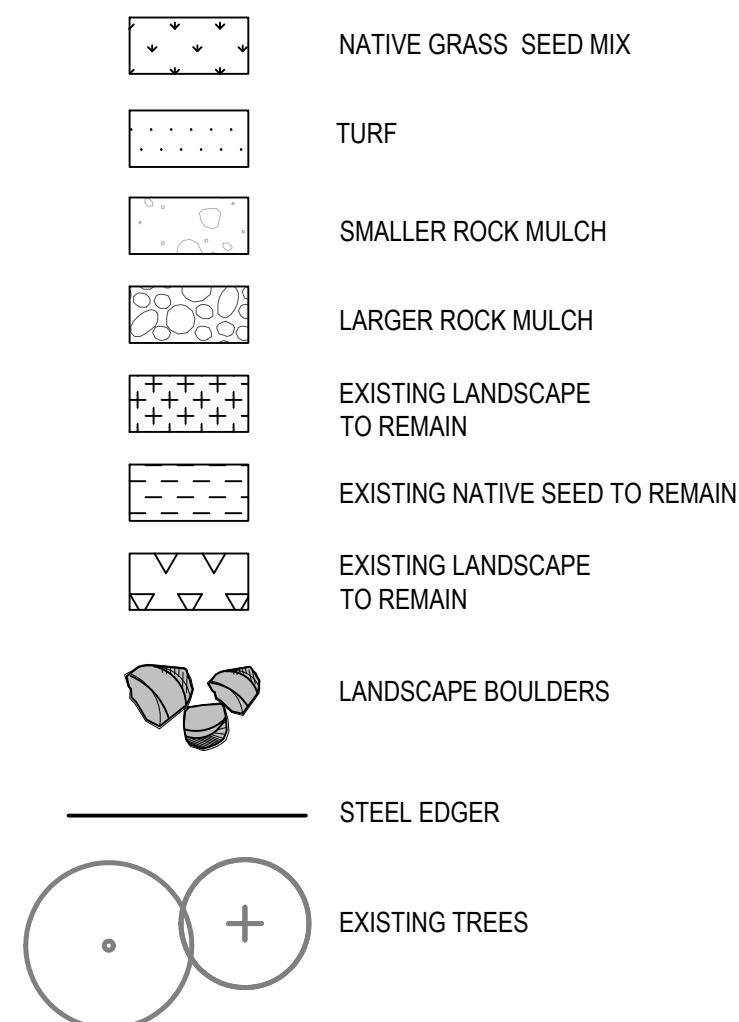 NATIVE GRASS SEED MIX
TURF
SMALLER ROCK MULCH
LARGER ROCK MULCH
EXISTING LANDSCAPE
TO REMAIN
EXISTING NATIVE SEED TO REMAIN
EXISTING LANDSCAPE
TO REMAIN
LANDSCAPE BOULDERS
STEEL EDGER
EXISTING TREES